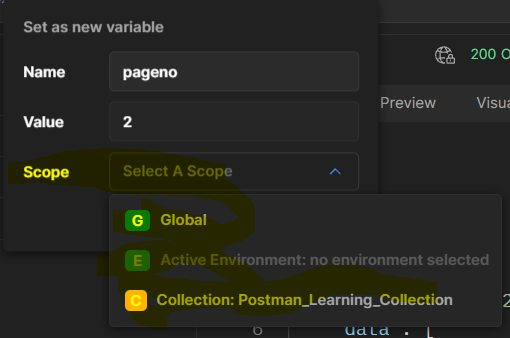 Set as new variable
200 O
Name pageno
Preview Visua
Value 2
Scope Select A Scope
G Global
E Active Environment: no environment selected
C Collection: Postman_Learning_Collection
2
6 data . [